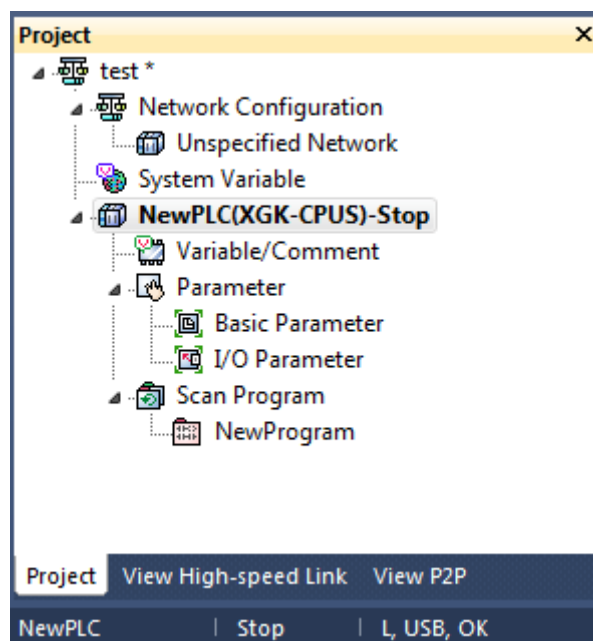 Project
test *
Network Configuration
Unspecified Network
System Variable
NewPLC(XGK-CPUS)-Stop
Variable/Comment
Parameter
Basic Parameter
I/O Parameter
Scan Program
NewProgram
Project View High-speed Link View P2P
NewPLC Stop L, USB, OK